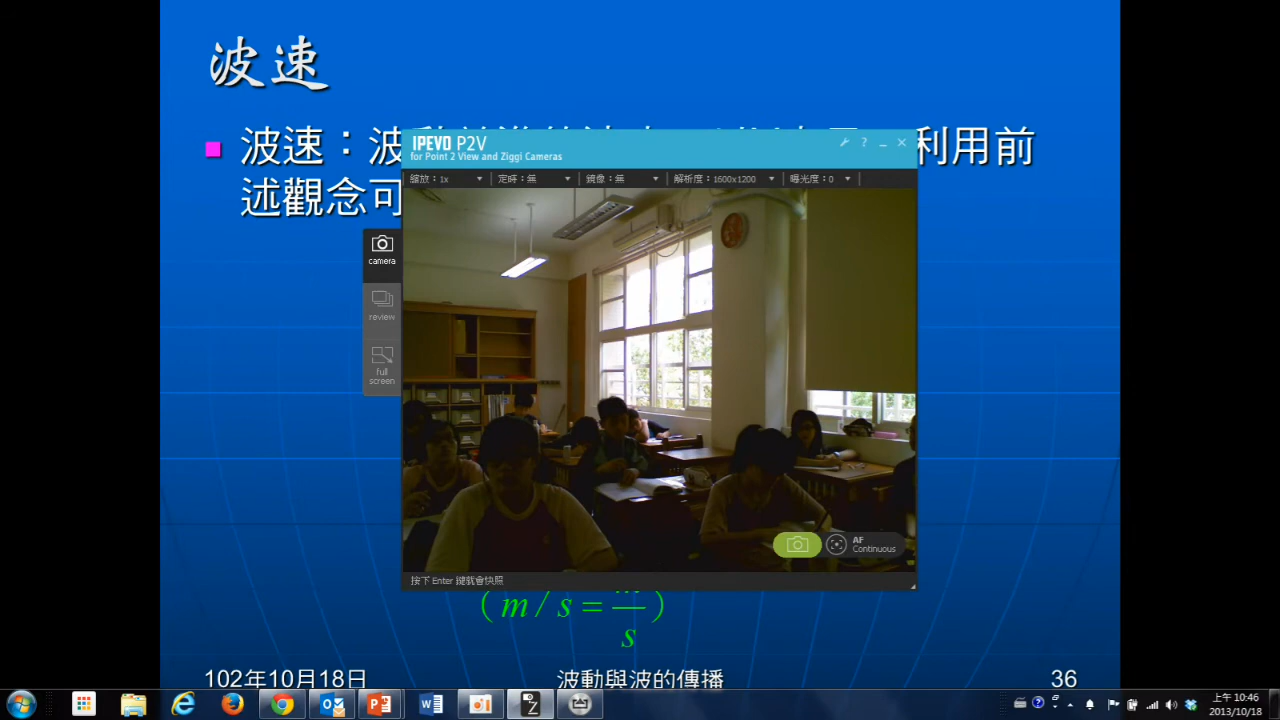 波速
波速：波
利用前
述觀念可
IPEVO P2V
for Point 2 View and Ziggi Cameras
縮放：1x
定時：無
鏡像：無
解析度：1600x1200
曝光度：0
camera
review
full
screen
AF
Continuous
按下 Enter 鍵就會快照
( m / s = m
s )
102年10月18日
波動與波的傳播
36
上午 10:46
2013/10/18